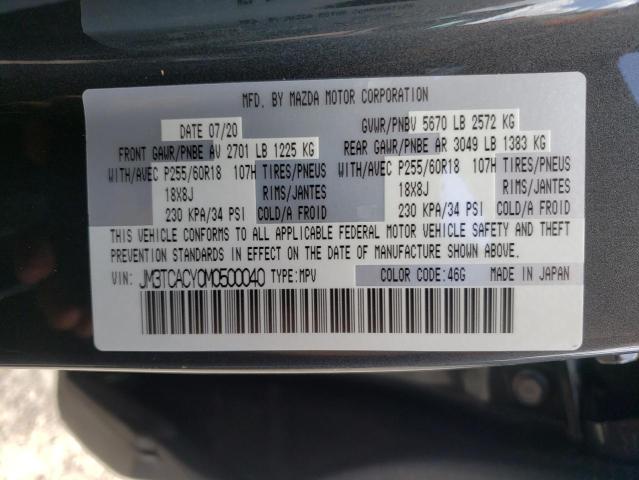 MFD. BY MAZDA MOTOR CORPORATION
DATE 07/20 GVWR/PNBV 5670 LB 2572 KG
FRONT GAWR/PNBE AV 2701 LB 1225 KG REAR GAWR/PNBE AR 3049 LB 1383 KG
WITH/AVEC P255/60R18 107H TIRES/PNEUS WITH/AVEC P255/60R18 107H TIRES/PNEUS
18X8J RIMS/JANTES 18X8J RIMS/JANTES
230 KPA/34 PSI COLD/A FROID 230 KPA/34 PSI COLD/A FROID
THIS VEHICLE CONFORMS TO ALL APPLICABLE FEDERAL MOTOR VEHICLE SAFETY AND THEFT
PREVENTION STANDARDS IN EFFECT ON THE DATE OF MANUFACTURE SHOWN ABOVE.
VIN: JM3TCACY0M0500040 TYPE:MPV COLOR CODE:46G MADE IN JAPAN